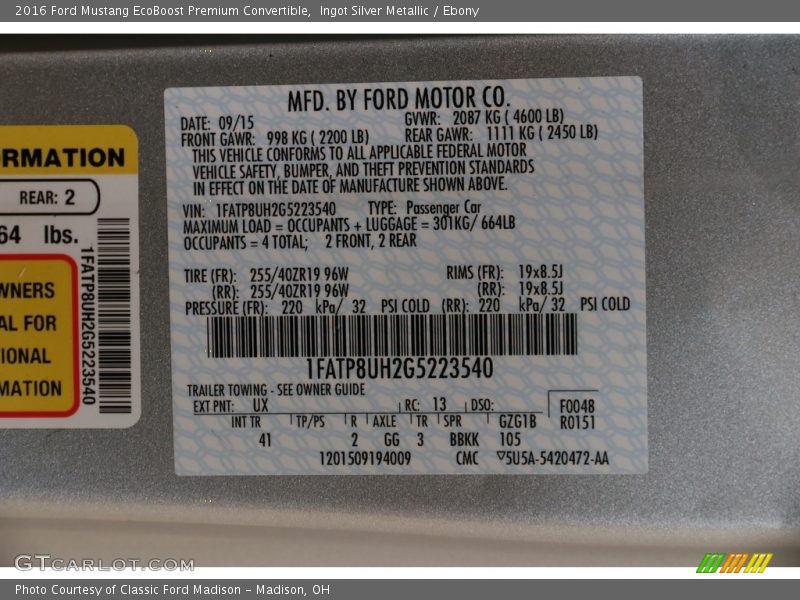 2016 Ford Mustang EcoBoost Premium Convertible,  Ingot Silver Metallic / Ebony
RMATION
REAR: 2
64 lbs.
WNERS
AL FOR
IONAL
MATION
1FATP8UH2G5223540
MFD. BY FORD MOTOR CO.
DATE: 09/15 GVWR: 2087 KG ( 4600 LB)
FRONT GAWR: 998 KG ( 2200 LB) REAR GAWR: 1111 KG ( 2450 LB)
THIS VEHICLE CONFORMS TO ALL APPLICABLE FEDERAL MOTOR
VEHICLE SAFETY, BUMPER, AND THEFT PREVENTION STANDARDS
IN EFFECT ON THE DATE OF MANUFACTURE SHOWN ABOVE.
VIN: 1FATP8UH2G5223540 TYPE: Passenger Car
MAXIMUM LOAD = OCCUPANTS + LUGGAGE = 301KG/ 664LB
OCCUPANTS = 4 TOTAL; 2 FRONT, 2 REAR
TIRE (FR): 255/40ZR19 96W RIMS (FR): 19x8.5J
(RR): 255/40ZR19 96W (RR): 19x8.5J
PRESSURE (FR): 220 kPa/ 32 PSI COLD (RR): 220 kPa/ 32 PSI COLD
1FATP8UH2G5223540
TRAILER TOWING - SEE OWNER GUIDE
EXT PNT: UX RC: 13 DSO: F0048
INT TR TP/PS R AXLE TR SPR GZG1B R0151
41 2 GG 3 BBKK 105
1201509194009 CMC ▽5U5A-5420472-AA
GTCARLOT.COM
Photo Courtesy of Classic Ford Madison – Madison, OH